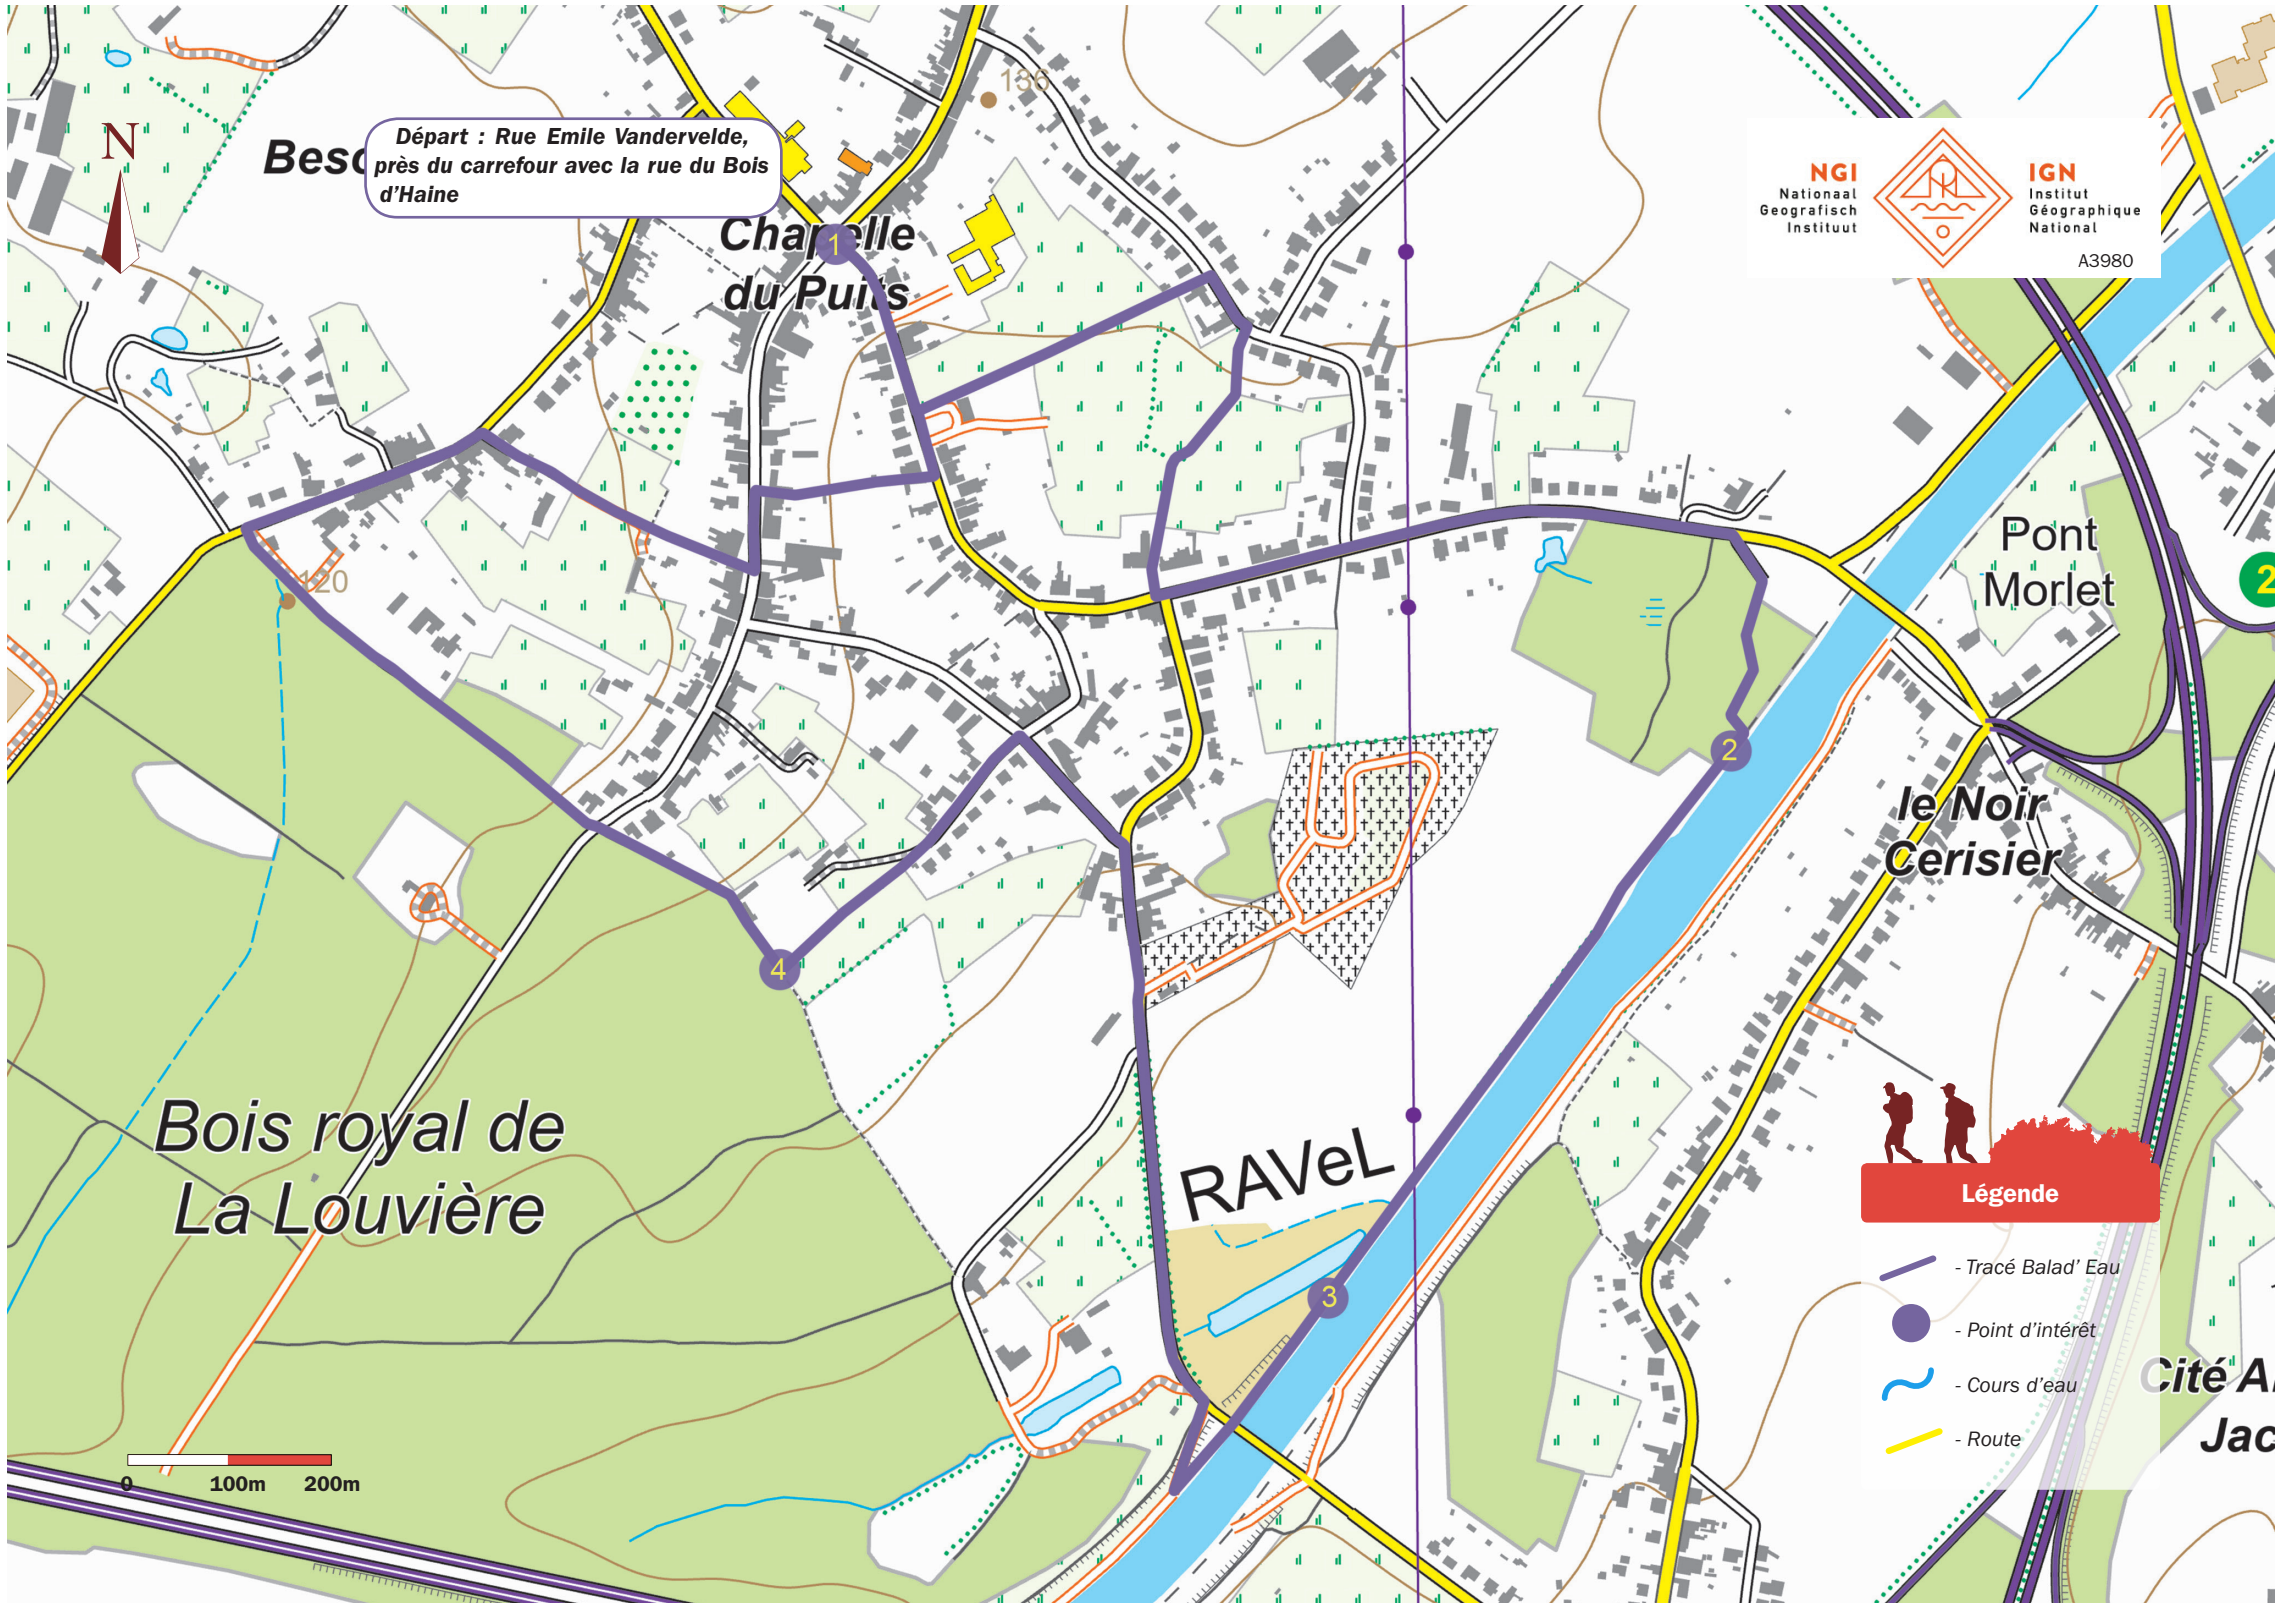 136
N
Départ : Rue Emile Vandervelde,
près du carrefour avec la rue du Bois
d'Haine
NGI
Nationaal
Geografisch
Instituut
IGN
Institut
Géographique
National
A3980
Chapelle
du Puits
1
120
Pont
Morlet
2
2
le Noir
Cerisier
4
Bois royal de
La Louvière
RAVeL
3
Légende
- Tracé Balad' Eau
- Point d'intérêt
- Cours d'eau
- Route
Cité
0 100m 200m